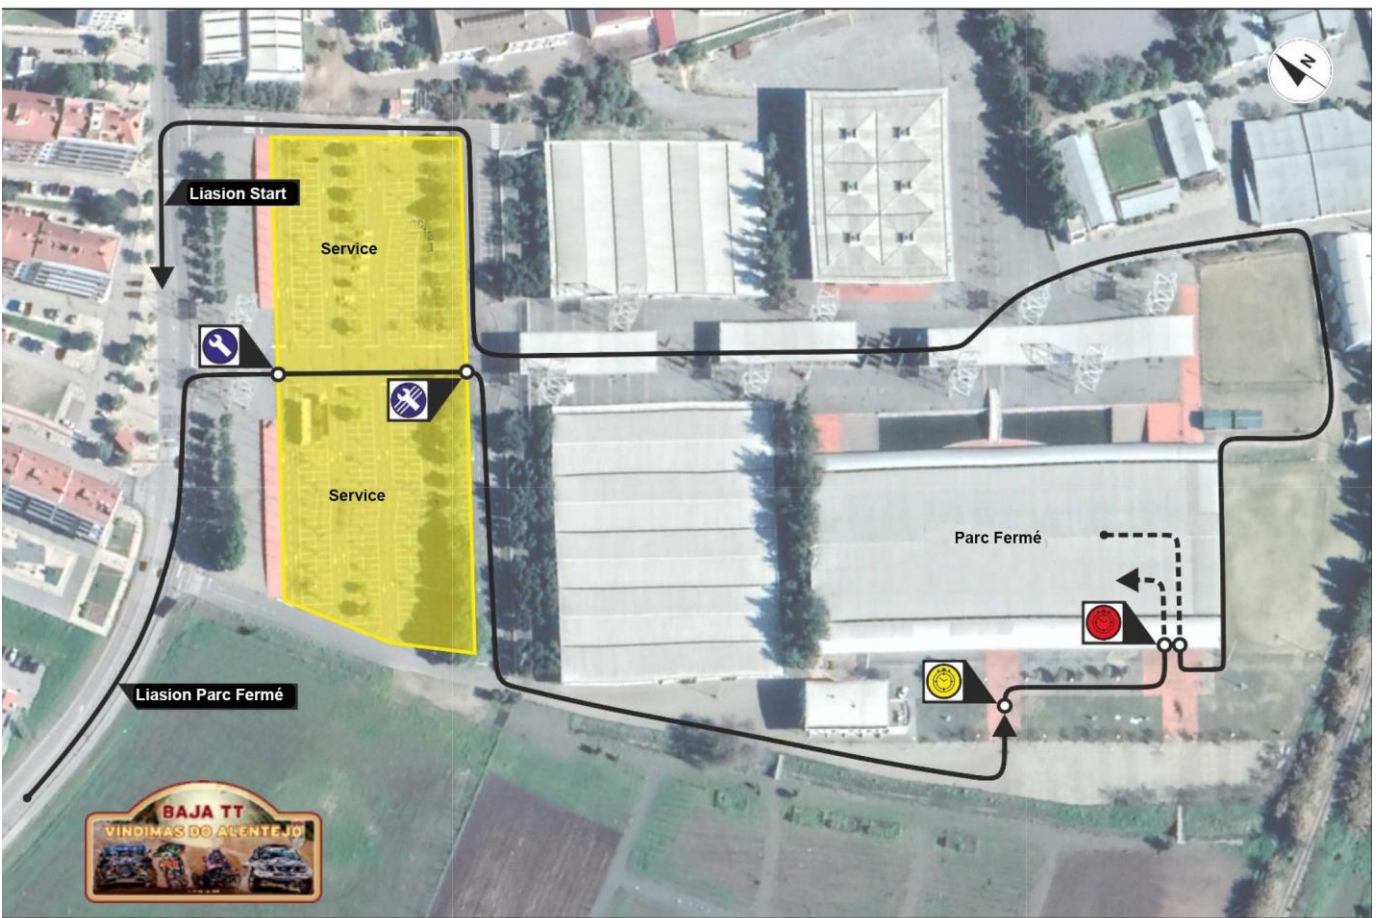 N
Liasion Start
Service
Service
Parc Fermé
Liasion Parc Fermé
BAJA TT
VINDIMAS DO ALENTEJO